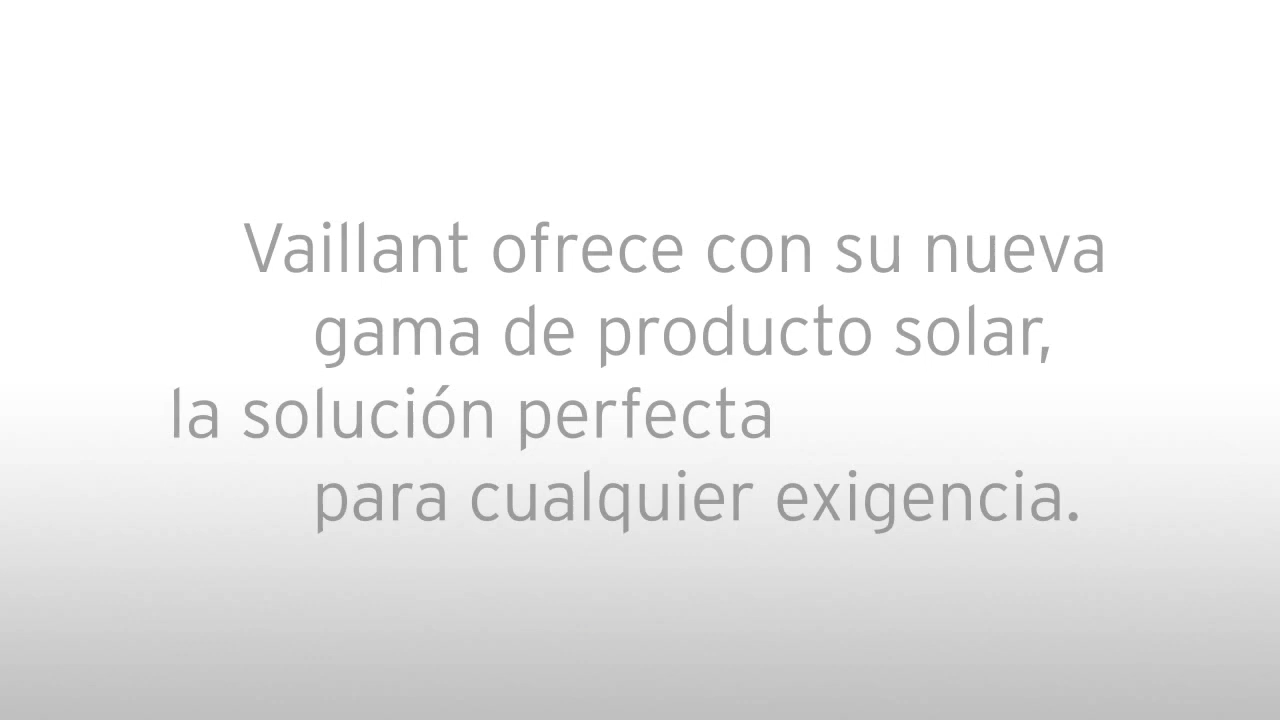 Vaillant ofrece con su nueva
gama de producto solar,
la solución perfecta
para cualquier exigencia.